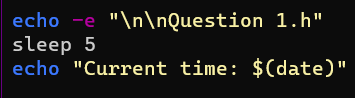 echo -e "\n\nQuestion 1.h"
sleep 5
echo "Current time: $(date)"